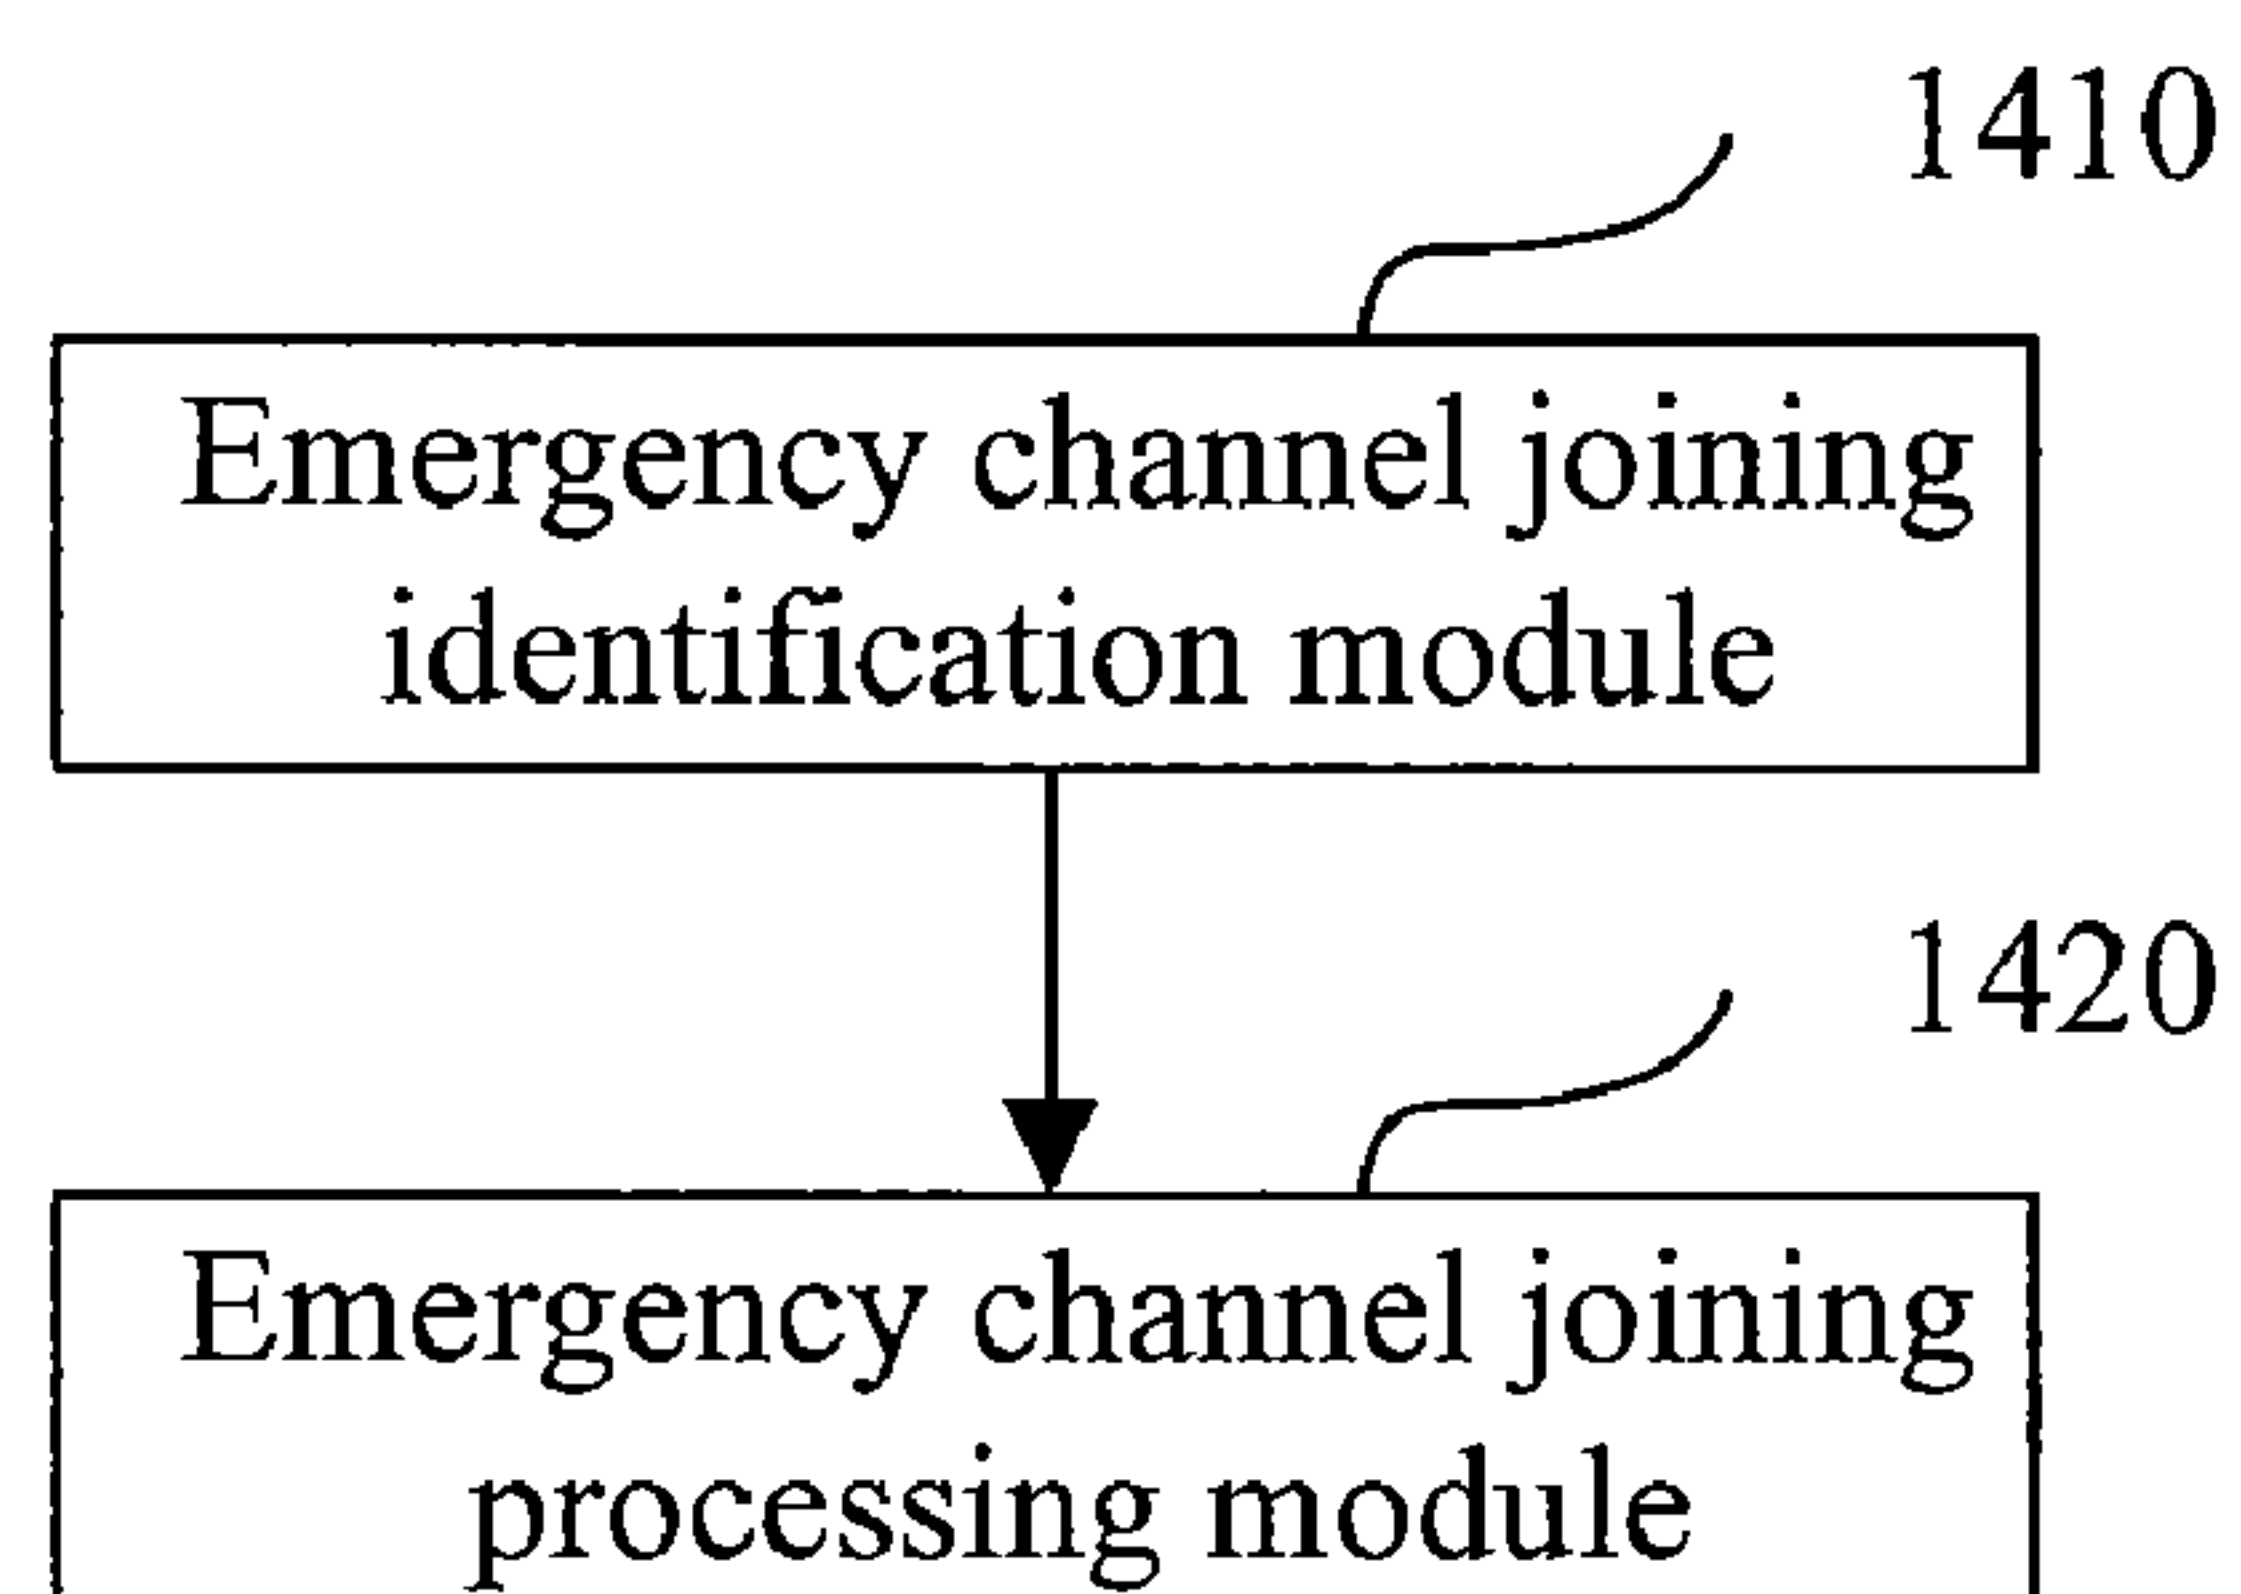 1410
Emergency channel joining
identification module
1420
Emergency channel joining
processing module